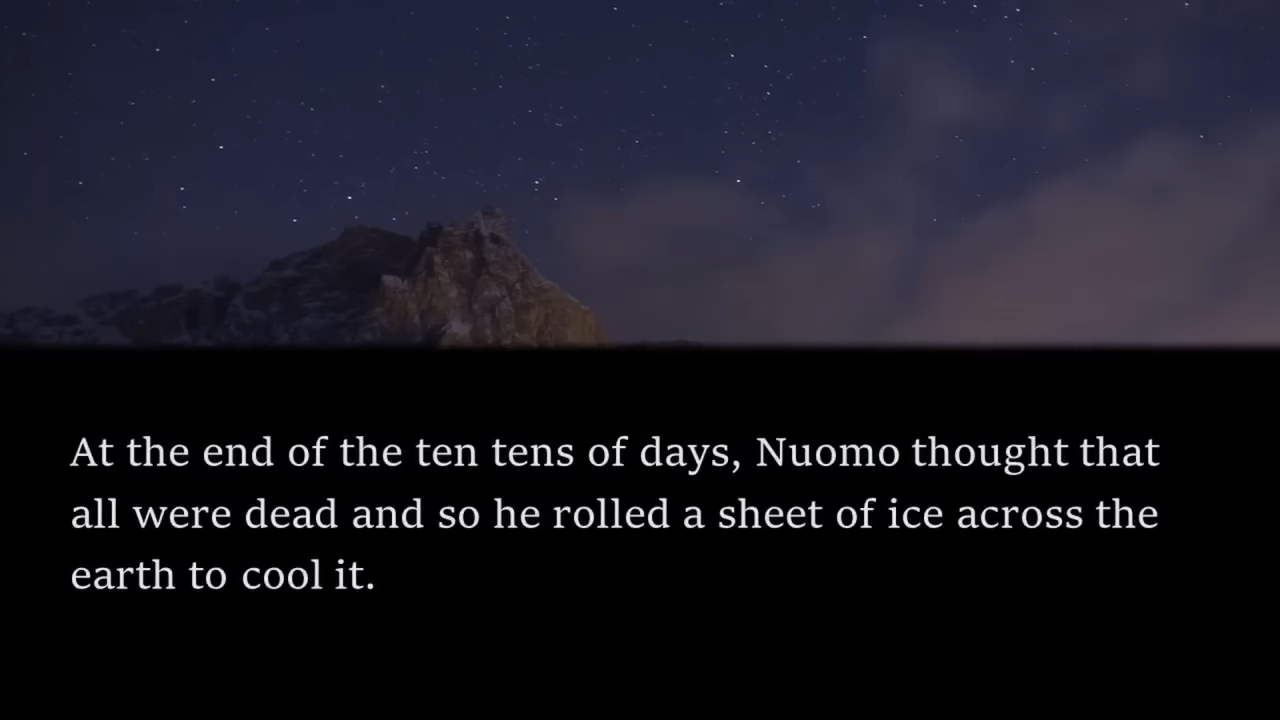 At the end of the ten tens of days, Nuomo thought that
all were dead and so he rolled a sheet of ice across the
earth to cool it.